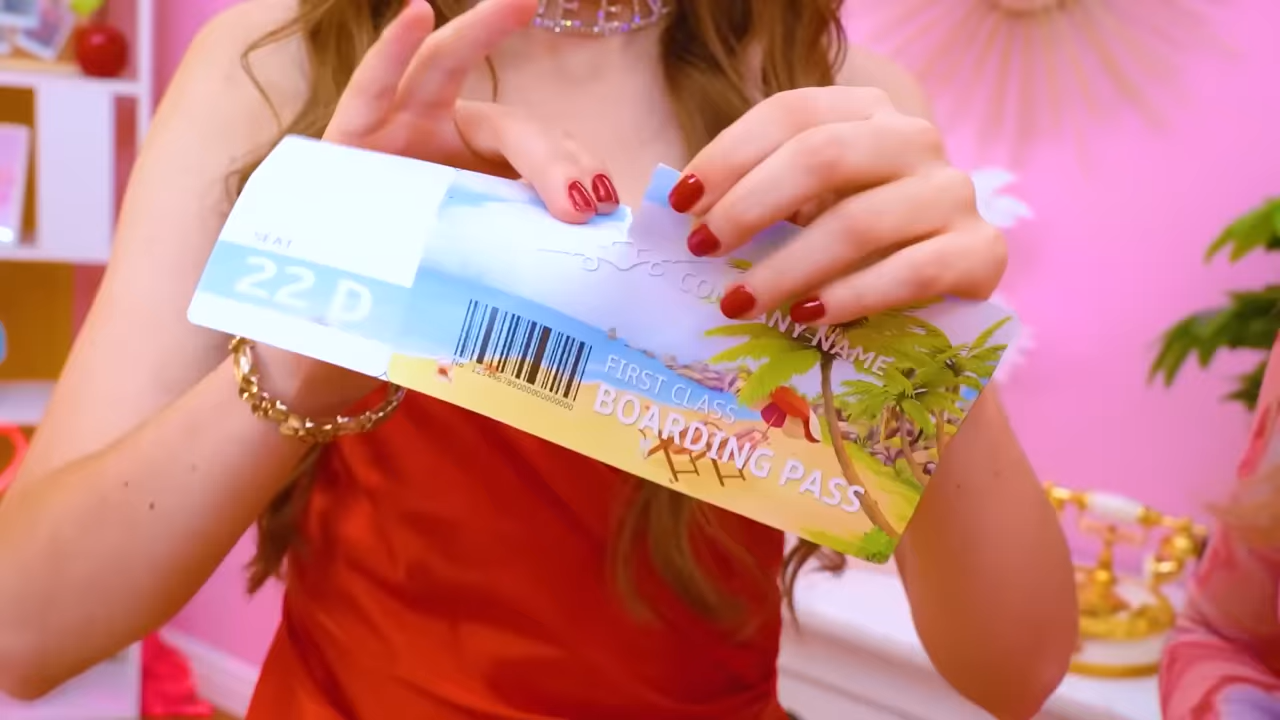 SEAT
22 D
COMPANY NAME
FIRST CLASS
BOARDING PASS